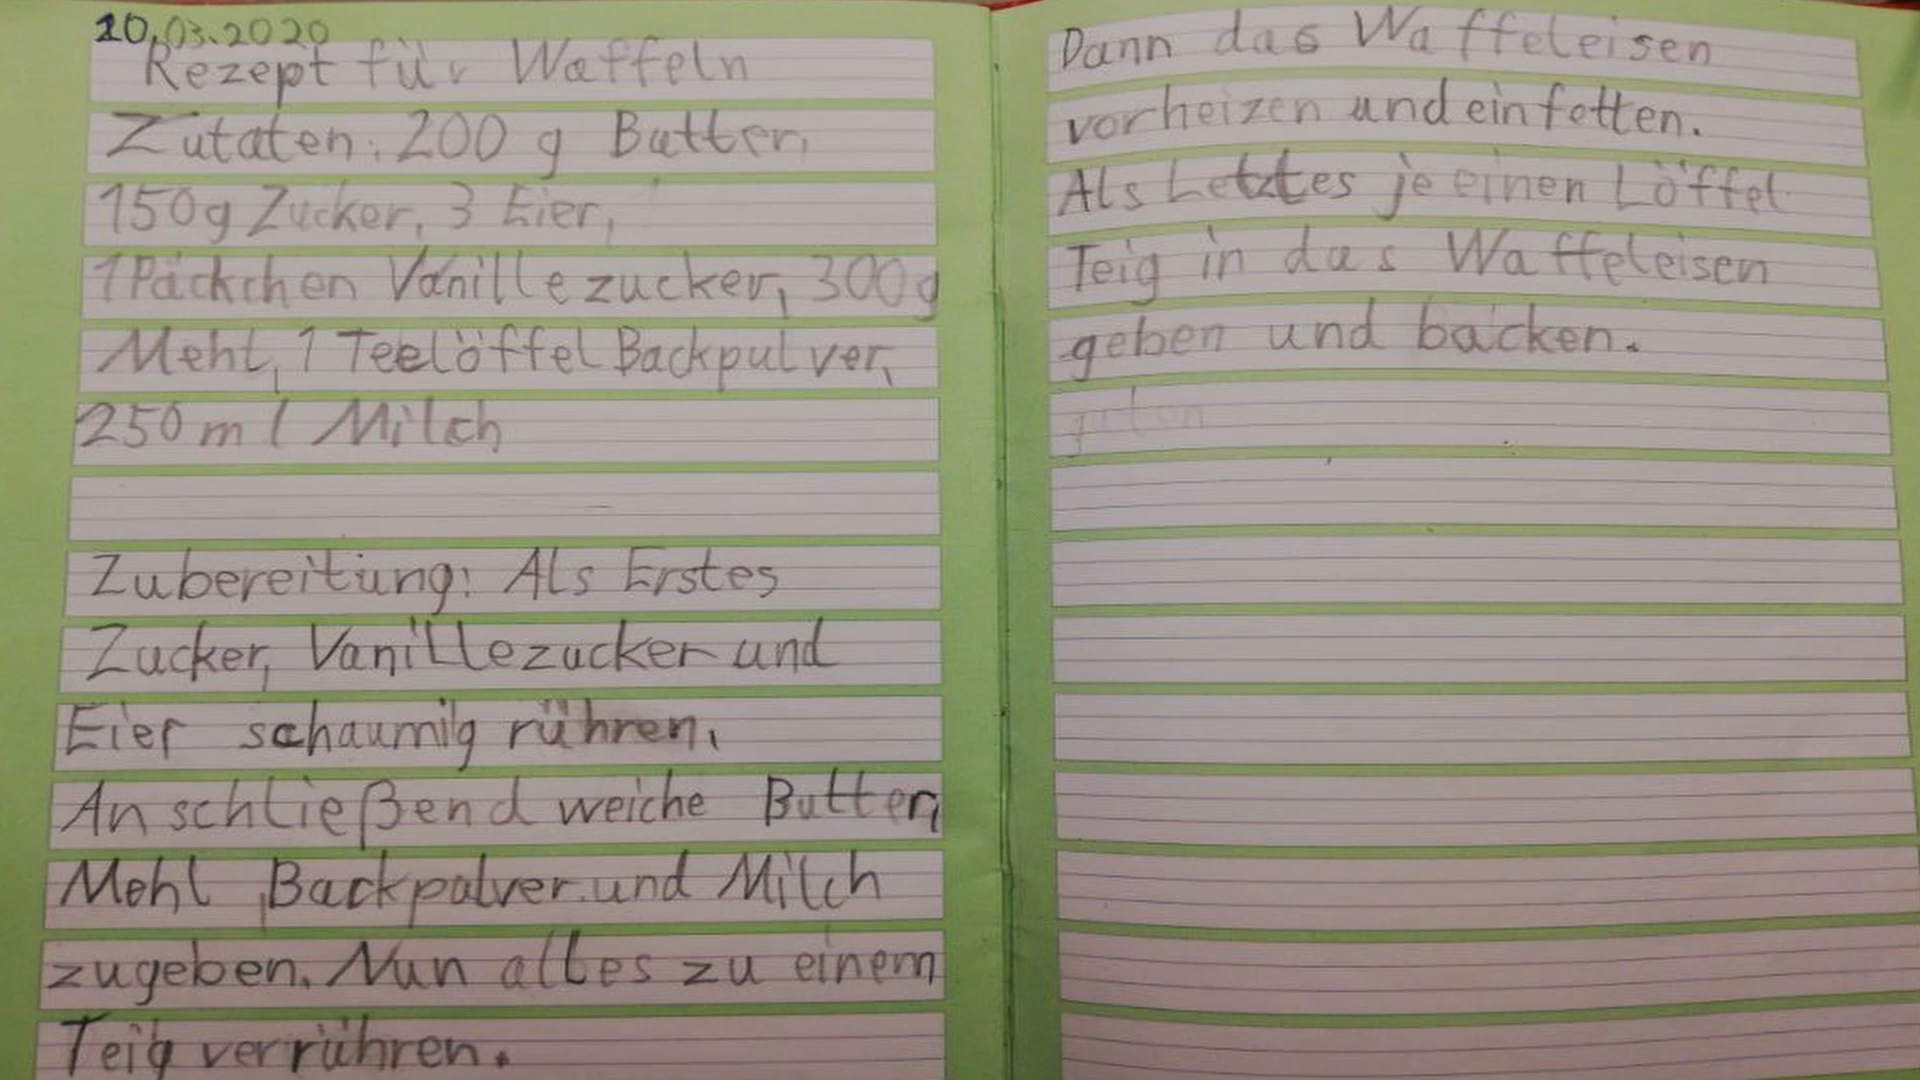 20.03.2020
Rezept für Waffeln
Zutaten: 200 g Butter,
150g Zucker, 3 Eier,
1 Päckchen Vanillezucker, 300g
Mehl, 1 Teelöffel Backpulver,
250 ml Milch
Zubereitung: Als Erstes
Zucker, Vanillezucker und
Eier schaumig rühren.
Anschließend weiche Butter,
Mehl, Backpulver und Milch
zugeben. Nun alles zu einem
Teig verrühren.
Dann das Waffeleisen
vorheizen und einfetten.
Als Letztes je einen Löffel
Teig in das Waffeleisen
geben und backen.
guten